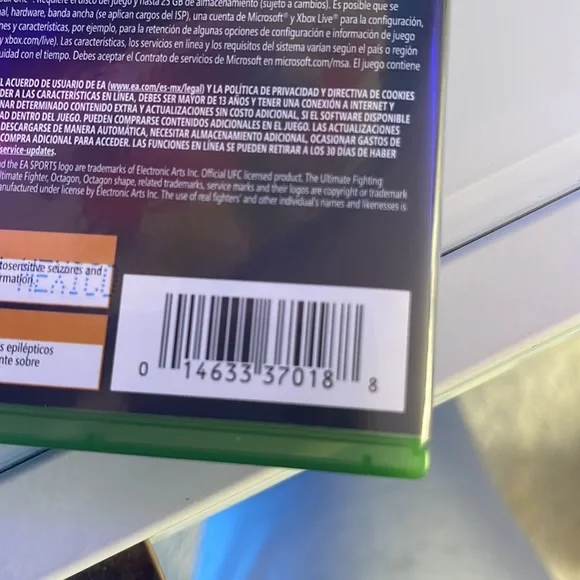 Requiere el disco del juego y hasta 25 GB de almacenamiento (sujeto a cambios). Es posible que se
hardware, banda ancha (se aplican cargos del ISP), una cuenta de Microsoft® y Xbox Live® para la configuración,
nes y características, por ejemplo, para la retención de algunas opciones de configuración e información de juego
y xbox.com/live). Las características, los servicios en línea y los requisitos del sistema varían según el país o región
uidad con el tiempo. Debes aceptar el Contrato de servicios de Microsoft en microsoft.com/msa. El juego contiene
L ACUERDO DE USUARIO DE EA (www.ea.com/es-mx/legal) Y LA POLÍTICA DE PRIVACIDAD Y DIRECTIVA DE COOKIES
DER A LAS CARACTERÍSTICAS EN LÍNEA, DEBES SER MAYOR DE 13 AÑOS Y TENER UNA CONEXIÓN A INTERNET Y
NAR DETERMINADO CONTENIDO EXTRA Y ACTUALIZACIONES SIN COSTO ADICIONAL, SI EL SOFTWARE DISPONIBLE
AD DENTRO DEL JUEGO. PUEDEN COMPRARSE CONTENIDOS ADICIONALES EN EL JUEGO. LAS ACTUALIZACIONES
DESCARGARSE DE MANERA AUTOMÁTICA, NECESITAR ALMACENAMIENTO ADICIONAL, OCASIONAR GASTOS DE
COMPRA ADICIONAL PARA ACCEDER. LAS FUNCIONES EN LÍNEA SE PUEDEN RETIRAR A LOS 30 DÍAS DE HABER
service-updates.
d the EA SPORTS logo are trademarks of Electronic Arts Inc. Official UFC licensed product. The Ultimate Fighting
ltimate Fighter, Octagon, Octagon shape, related trademarks, service marks and their logos are copyright or trademark
nufactured under license by Electronic Arts Inc. The use of real fighters' and other individual's names and likenesses is
tosensitive seizures and
rmation.
s epilépticos
nte sobre
0 14633 37018 8